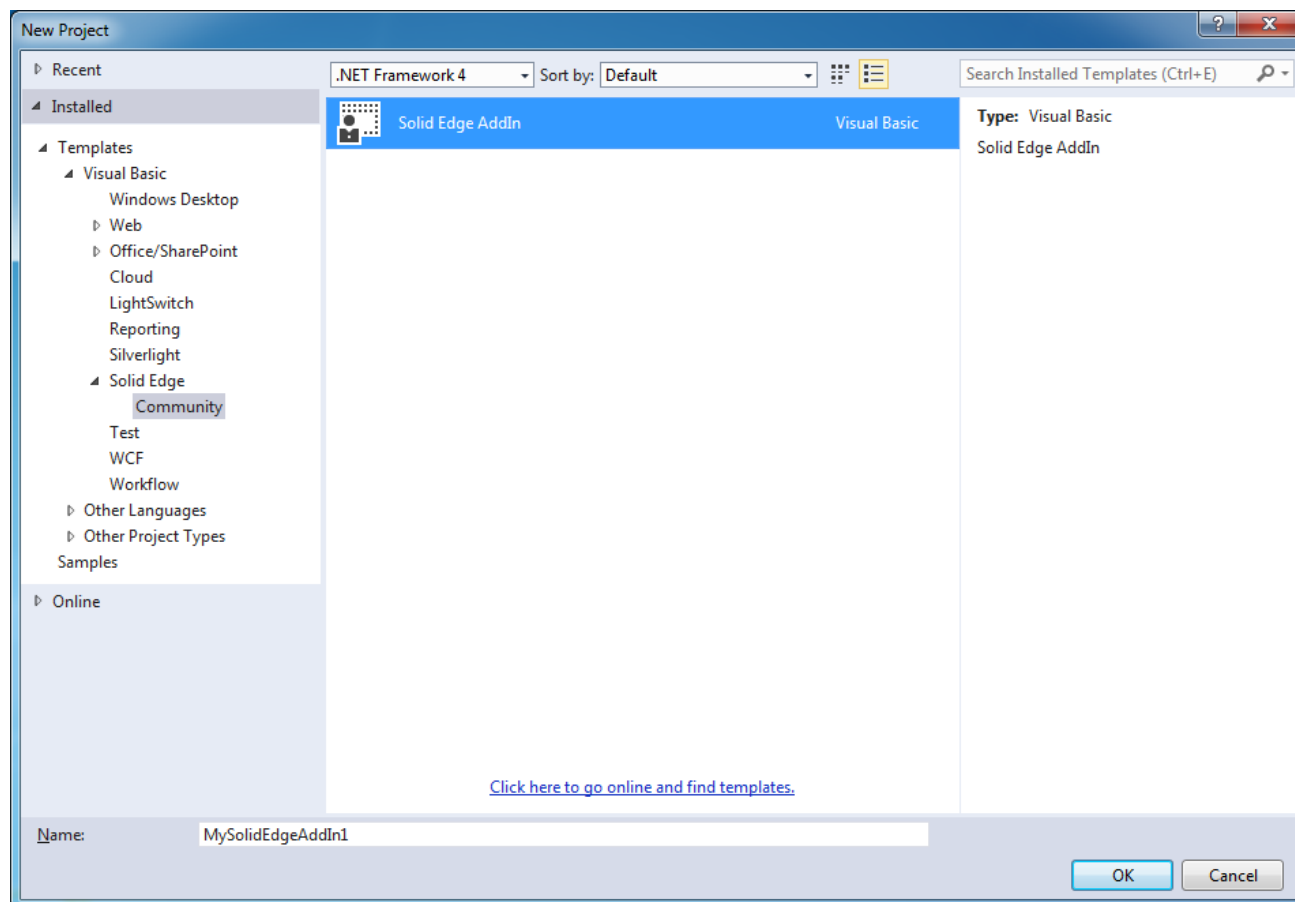 New Project
Recent
Installed
Templates
Visual Basic
Windows Desktop
Web
Office/SharePoint
Cloud
LightSwitch
Reporting
Silverlight
Solid Edge
Community
Test
WCF
Workflow
Other Languages
Other Project Types
Samples
Online
.NET Framework 4 Sort by: Default
Solid Edge AddIn Visual Basic
Click here to go online and find templates.
Search Installed Templates (Ctrl+E)
Type: Visual Basic
Solid Edge AddIn
Name: MySolidEdgeAddIn1
OK Cancel